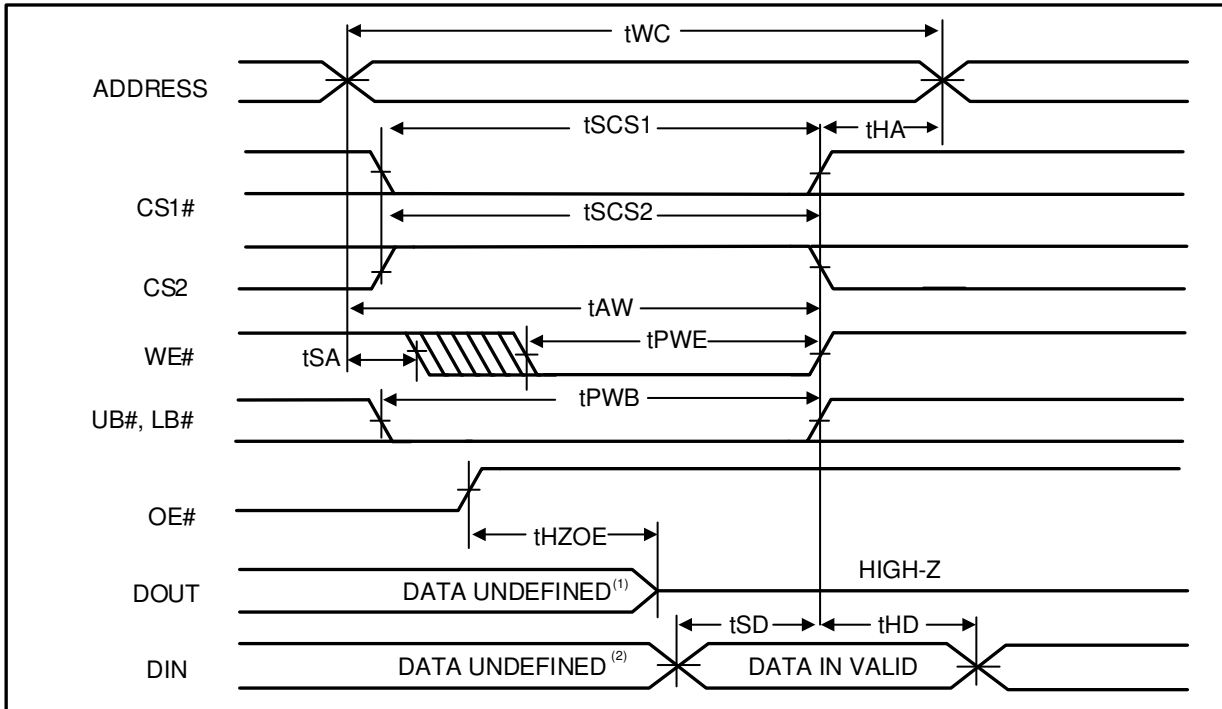 tWC
ADDRESS
tSCS1
tHA
CS1#
tSCS2
CS2
tAW
WE#
tSA
tPWE
tPWB
UB#, LB#
OE#
tHZOE
HIGH-Z
DOUT
DATA UNDEFINED (1)
tSD
tHD
DIN
DATA UNDEFINED (2)
DATA IN VALID